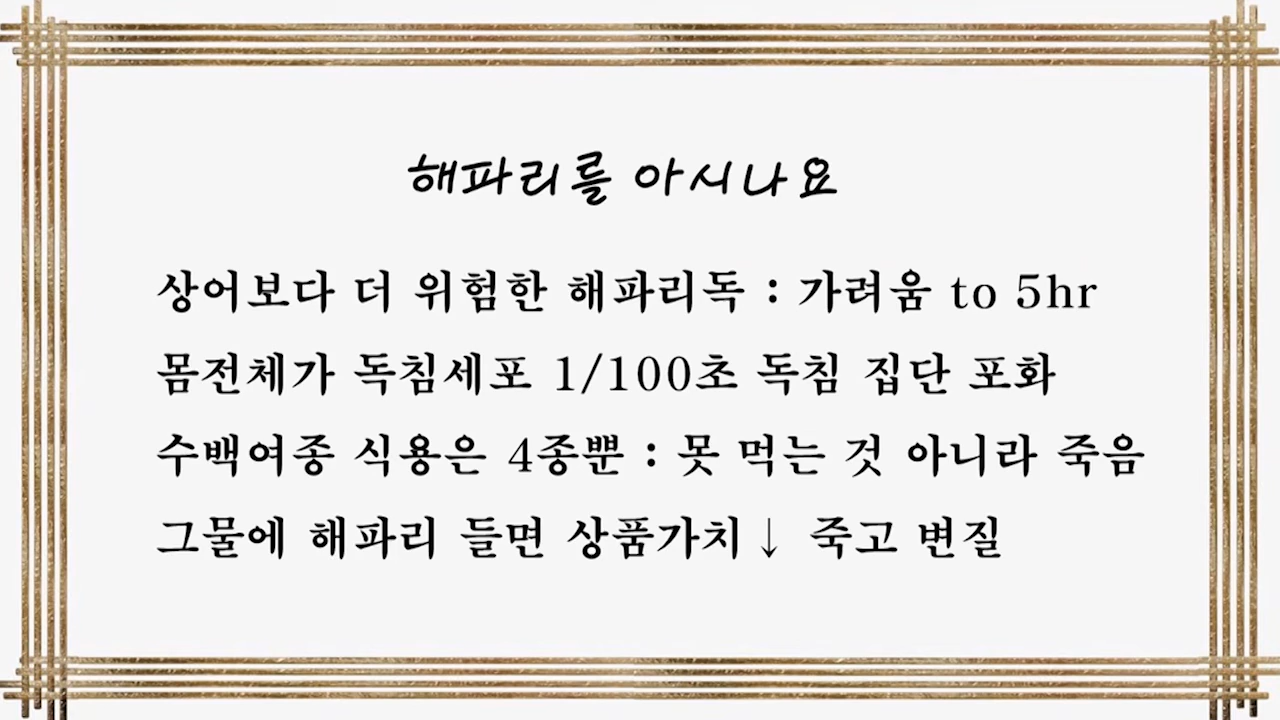 해파리를 아시나요
상어보다 더 위험한 해파리독 : 가려움 to 5hr
몸전체가 독침세포 1/100초 독침 집단 포화
수백여종 식용은 4종뿐 : 못 먹는 것 아니라 죽음
그물에 해파리 들면 상품가치↓ 죽고 변질